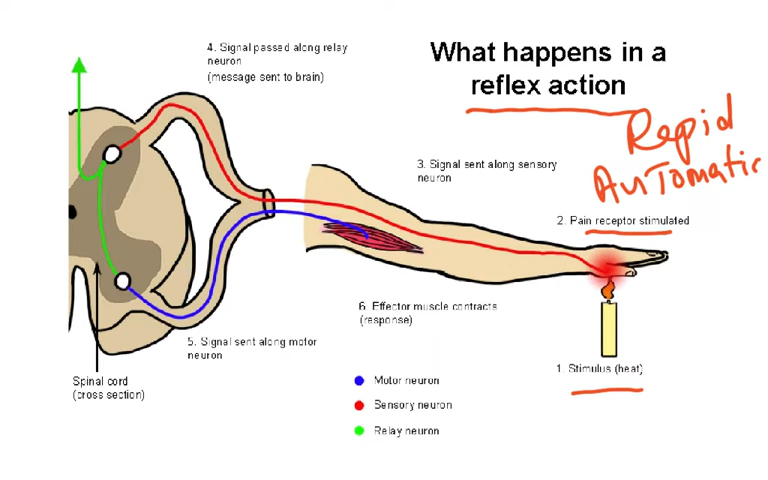 What happens in a
reflex action
Rapid
Automatic
4. Signal passed along relay
neuron
(message sent to brain)
3. Signal sent along sensory
neuron
2. Pain receptor stimulated
6. Effector muscle contracts
(response)
5. Signal sent along motor
neuron
1. Stimulus (heat)
Spinal cord
(cross section)
Motor neuron
Sensory neuron
Relay neuron